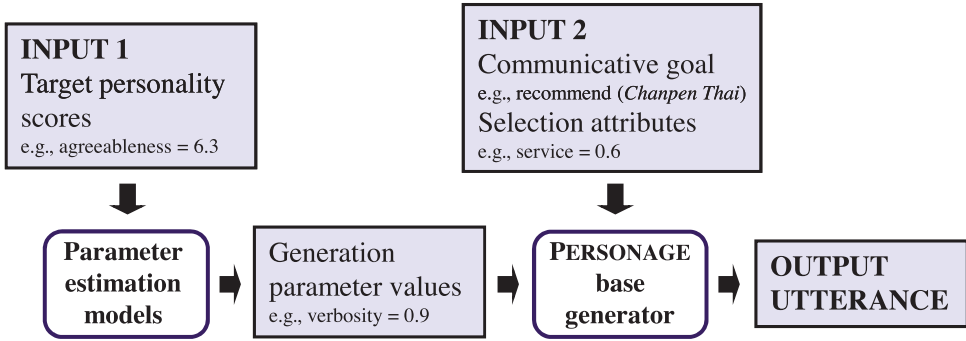 INPUT 1
Target personality
scores
e.g., agreeableness = 6.3
INPUT 2
Communicative goal
e.g., recommend (Chanpen Thai)
Selection attributes
e.g., service = 0.6
Parameter
estimation
models
Generation
parameter values
e.g., verbosity = 0.9
PERSONAGE
base
generator
OUTPUT
UTTERANCE